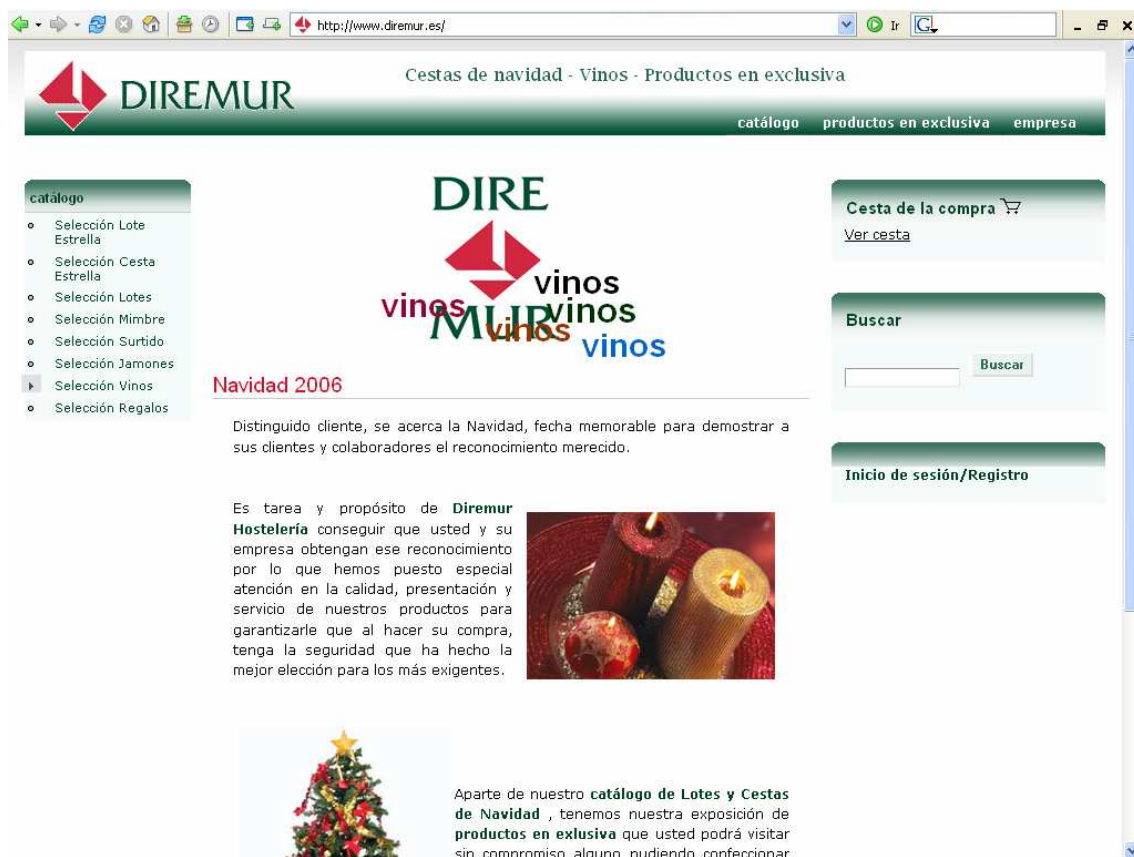 http://www.diremur.es/
Ir
G
DIREMUR
Cestas de navidad - Vinos - Productos en exclusiva
catálogo productos en exclusiva empresa
catálogo
Selección Lote
Estrella
Selección Cesta
Estrella
Selección Lotes
Selección Mimbre
Selección Surtido
Selección Jamones
Selección Vinos
Selección Regalos
DIRE
MUR
vinos
vinos
vinos
vinos
vinos
Navidad 2006
Distinguido cliente, se acerca la Navidad, fecha memorable para demostrar a
sus clientes y colaboradores el reconocimiento merecido.
Es tarea y propósito de Diremur
Hostelería conseguir que usted y su
empresa obtengan ese reconocimiento
por lo que hemos puesto especial
atención en la calidad, presentación y
servicio de nuestros productos para
garantizarle que al hacer su compra,
tenga la seguridad que ha hecho la
mejor elección para los más exigentes.
Aparte de nuestro catálogo de Lotes y Cestas
de Navidad , tenemos nuestra exposición de
productos en exlusiva que usted podrá visitar
sin compromiso alguno pudiendo confeccionar
Cesta de la compra
Ver cesta
Buscar
Buscar
Inicio de sesión/Registro